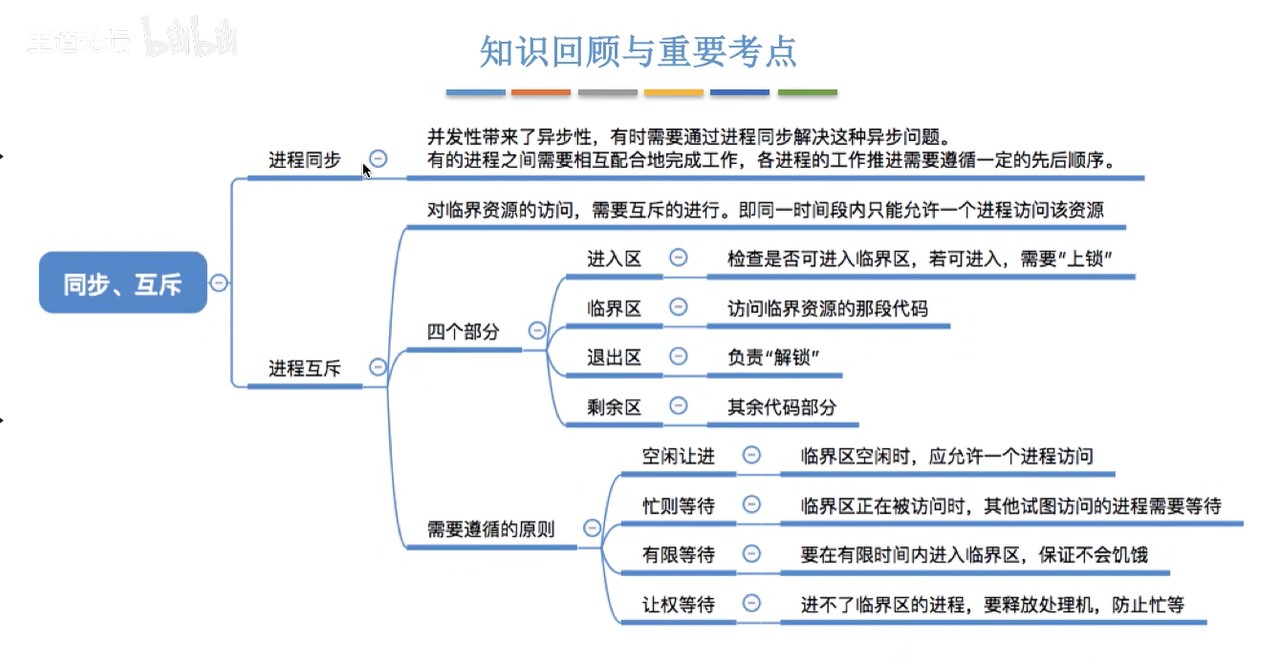 王道论坛 bilibili
知识回顾与重要考点
同步、互斥
进程同步
并发性带来了异步性，有时需要通过进程同步解决这种异步问题。
有的进程之间需要相互配合地完成工作，各进程的工作推进需要遵循一定的先后顺序。
进程互斥
对临界资源的访问，需要互斥的进行。即同一时间段内只能允许一个进程访问该资源
四个部分
进入区
检查是否可进入临界区，若可进入，需要“上锁”
临界区
访问临界资源的那段代码
退出区
负责“解锁”
剩余区
其余代码部分
需要遵循的原则
空闲让进
临界区空闲时，应允许一个进程访问
忙则等待
临界区正在被访问时，其他试图访问的进程需要等待
有限等待
要在有限时间内进入临界区，保证不会饥饿
让权等待
进不了临界区的进程，要释放处理机，防止忙等